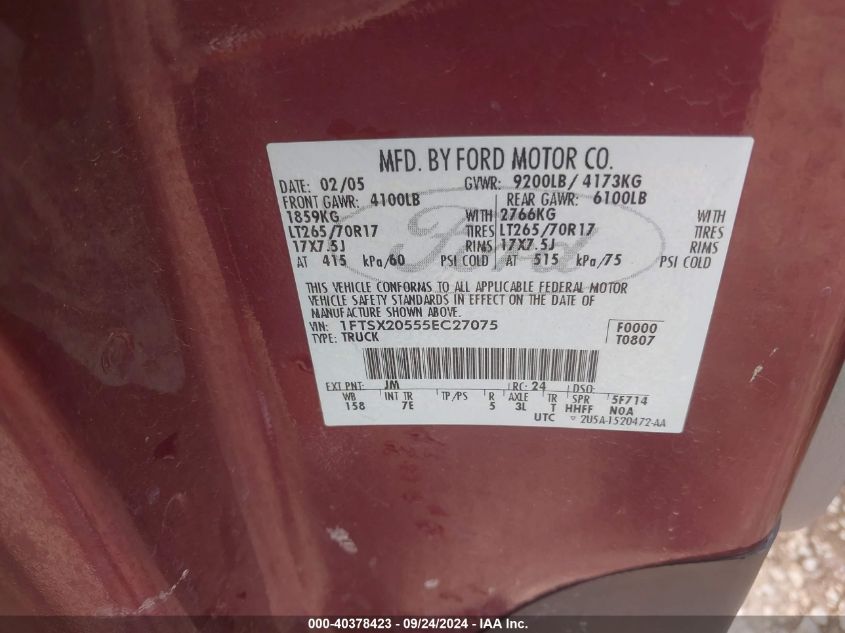 MFD. BY FORD MOTOR CO.
DATE: 02/05 GVWR: 9200LB/ 4173KG
FRONT GAWR: 4100LB REAR GAWR: 6100LB
1859KG WITH 2766KG WITH
LT265/70R17 TIRES LT265/70R17 TIRES
17X7.5J RIMS 17X7.5J RIMS
AT 415 kPa/60 PSI COLD AT 515 kPa/75 PSI COLD
Ford
THIS VEHICLE CONFORMS TO ALL APPLICABLE FEDERAL MOTOR
VEHICLE SAFETY STANDARDS IN EFFECT ON THE DATE OF
MANUFACTURE SHOWN ABOVE.
VIN: 1FTSX20555EC27075 F0000
TYPE: TRUCK T0807
EXT PNT: JM RC: 24 DSO:
WB INT TR TP/PS R AXLE TR SPR 5F714
158 7E 5 3L T HHFF NOA
UTC 2U5A-1520472-AA
000-40378423 - 09/24/2024 - IAA Inc.